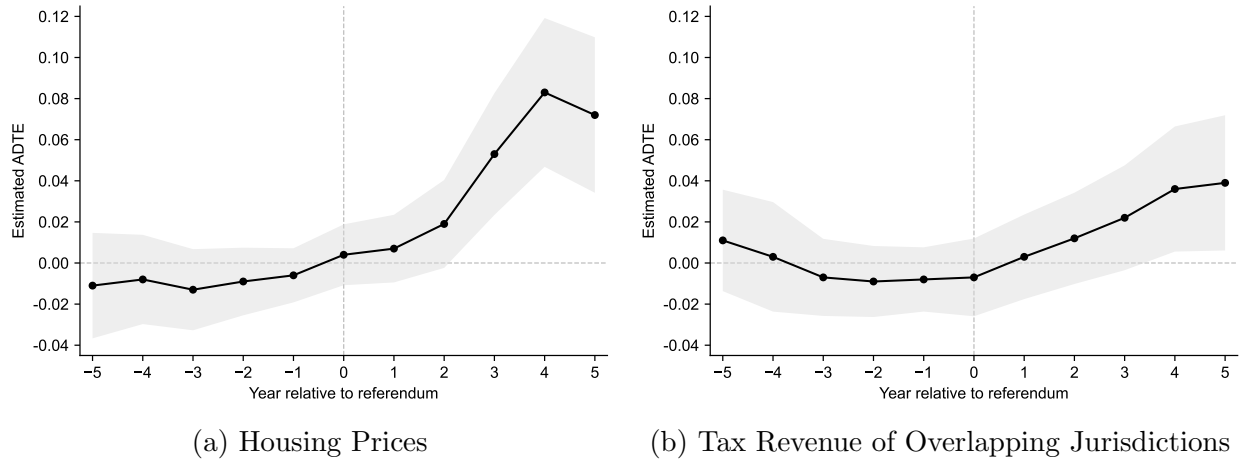 0.12
0.10
0.08
0.06
0.04
0.02
0.00
-0.02
-0.04
Estimated ADTE
−5 −4 −3 −2 −1 0 1 2 3 4 5
Year relative to referendum
(a) Housing Prices
0.12
0.10
0.08
0.06
0.04
0.02
0.00
-0.02
-0.04
Estimated ADTE
−5 −4 −3 −2 −1 0 1 2 3 4 5
Year relative to referendum
(b) Tax Revenue of Overlapping Jurisdictions